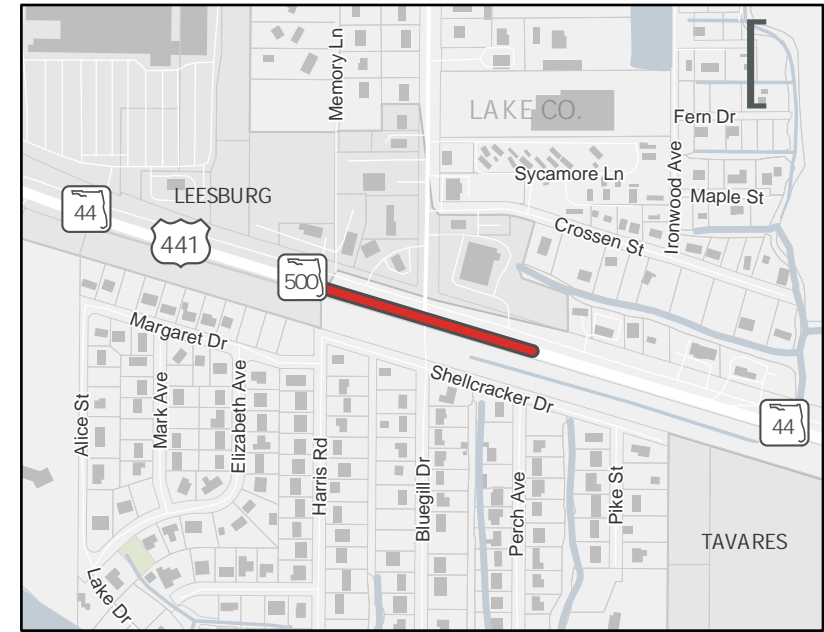 Memory Ln
LAKE CO.
Fern Dr
Sycamore Ln
Ironwood Ave
Maple St
LEESBURG
44
441
Crossen St
500
Margaret Dr
Shellcracker Dr
Alice St
Mark Ave
Elizabeth Ave
Harris Rd
Bluegill Dr
Perch Ave
Pike St
44
TAVARES
Lake Dr